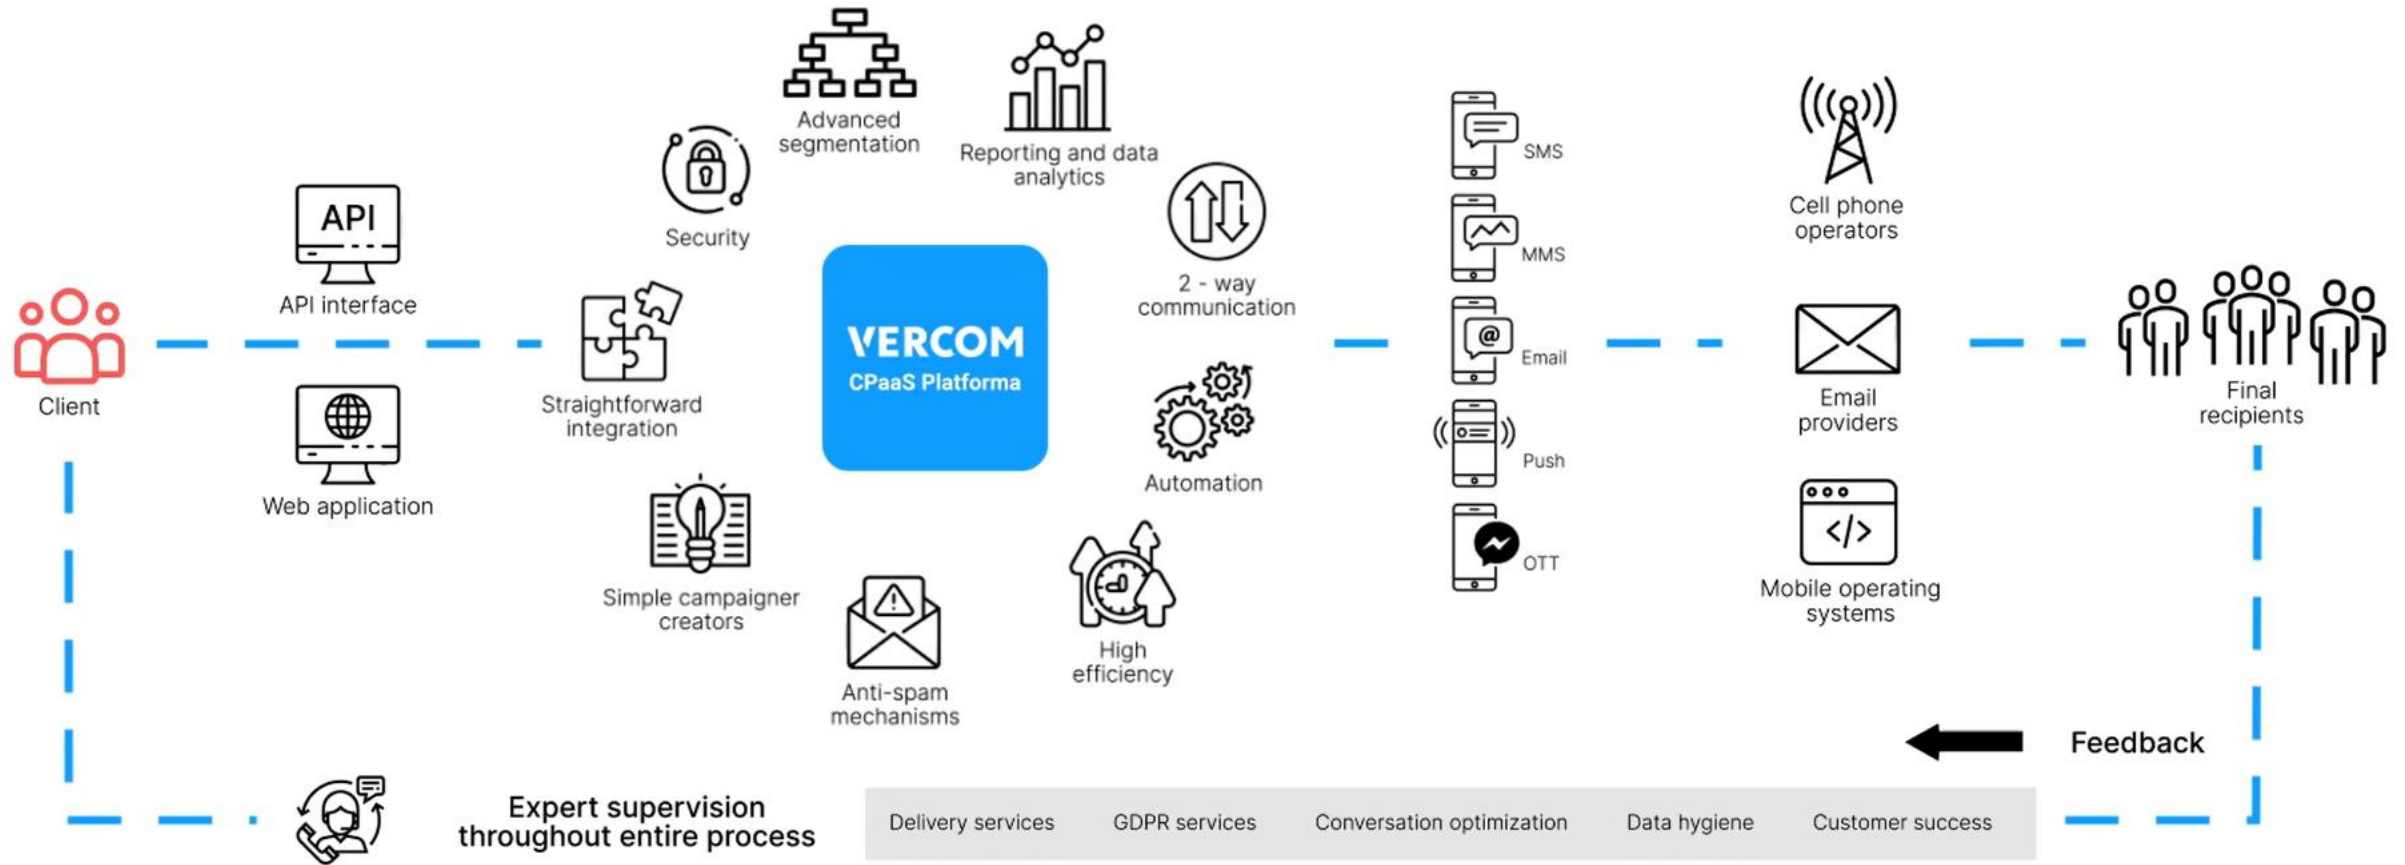 Client
API
API interface
Web application
Straightforward
integration
Security
Advanced
segmentation
Reporting and data
analytics
2 - way
communication
VERCOM
CPaaS Platforma
Automation
Simple campaigner
creators
Anti-spam
mechanisms
High
efficiency
SMS
MMS
@
Email
Push
OTT
Cell phone
operators
Email
providers
</>
Mobile operating
systems
Final
recipients
Feedback
Expert supervision
throughout entire process
Delivery services
GDPR services
Conversation optimization
Data hygiene
Customer success